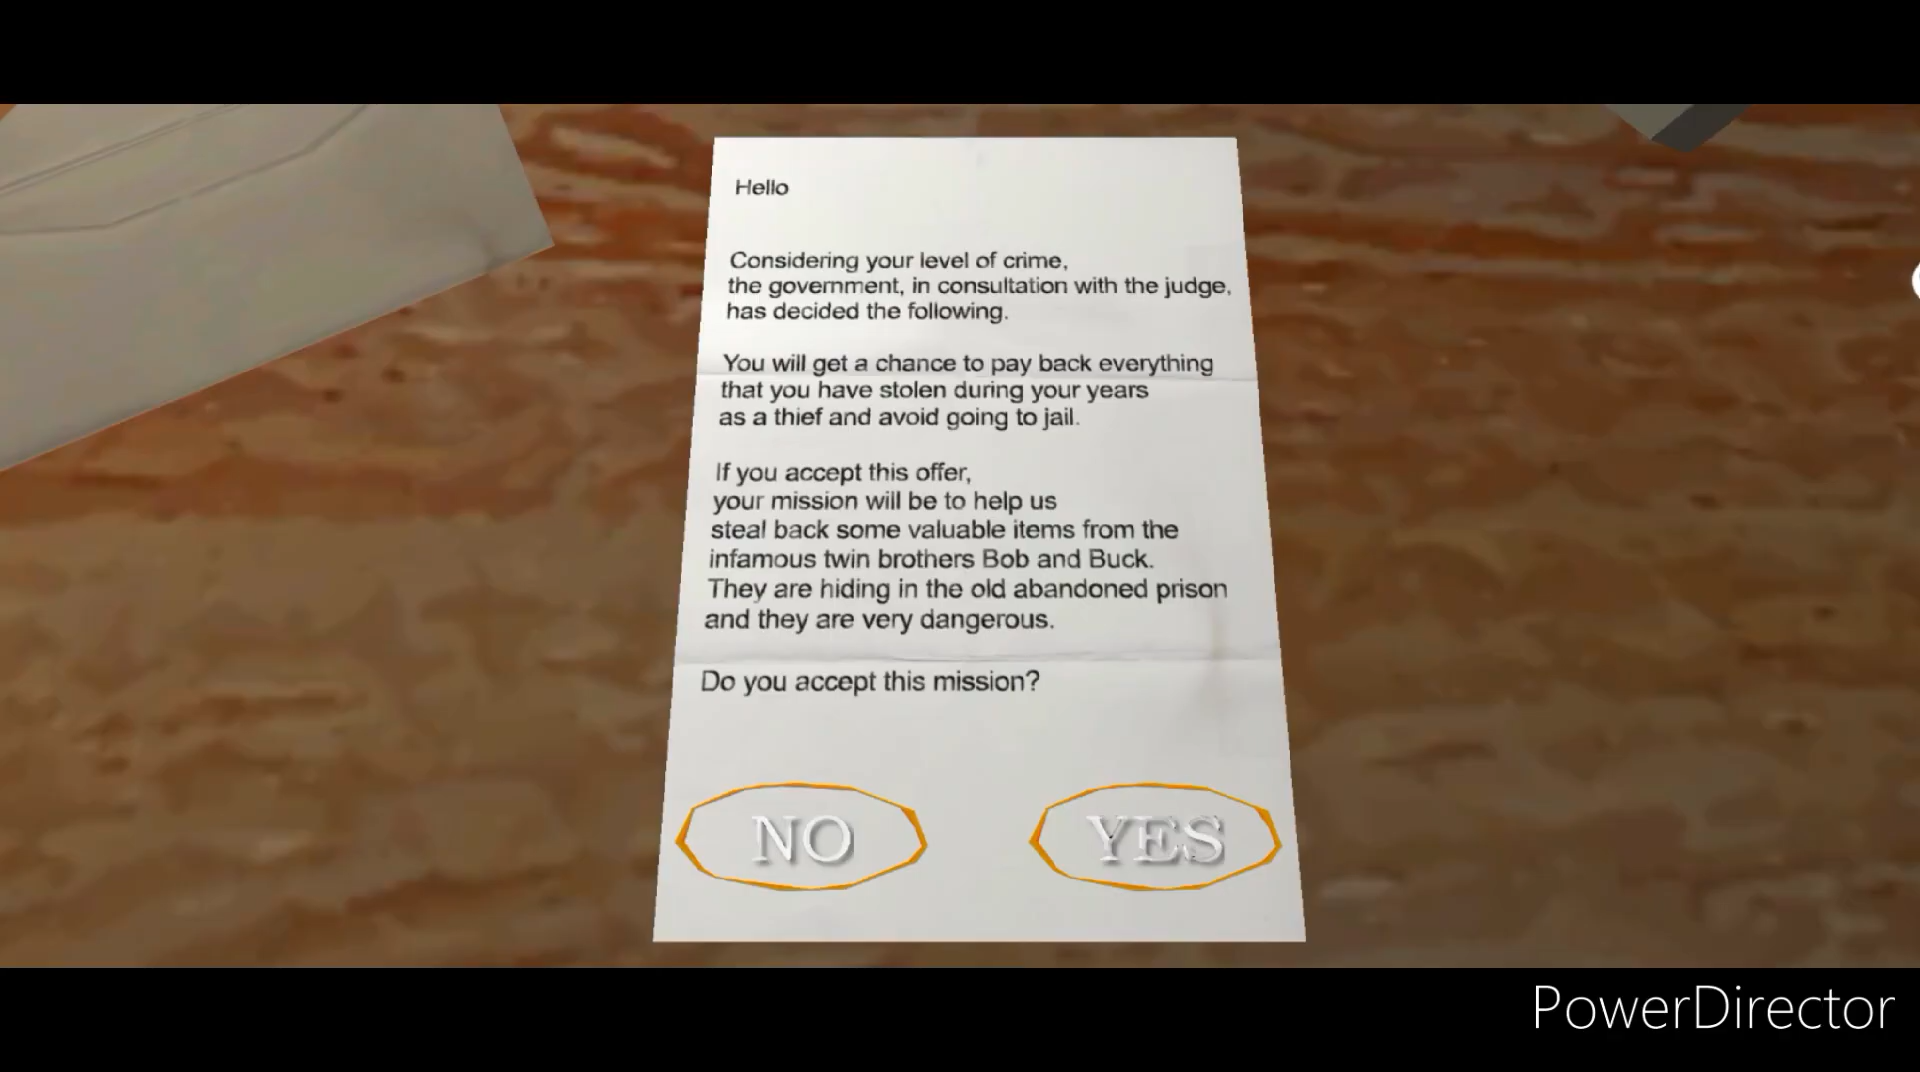 Hello
Considering your level of crime,
the government, in consultation with the judge,
has decided the following.
You will get a chance to pay back everything
that you have stolen during your years
as a thief and avoid going to jail.
If you accept this offer,
your mission will be to help us
steal back some valuable items from the
infamous twin brothers Bob and Buck.
They are hiding in the old abandoned prison
and they are very dangerous.
Do you accept this mission?
NO
YES
PowerDirector